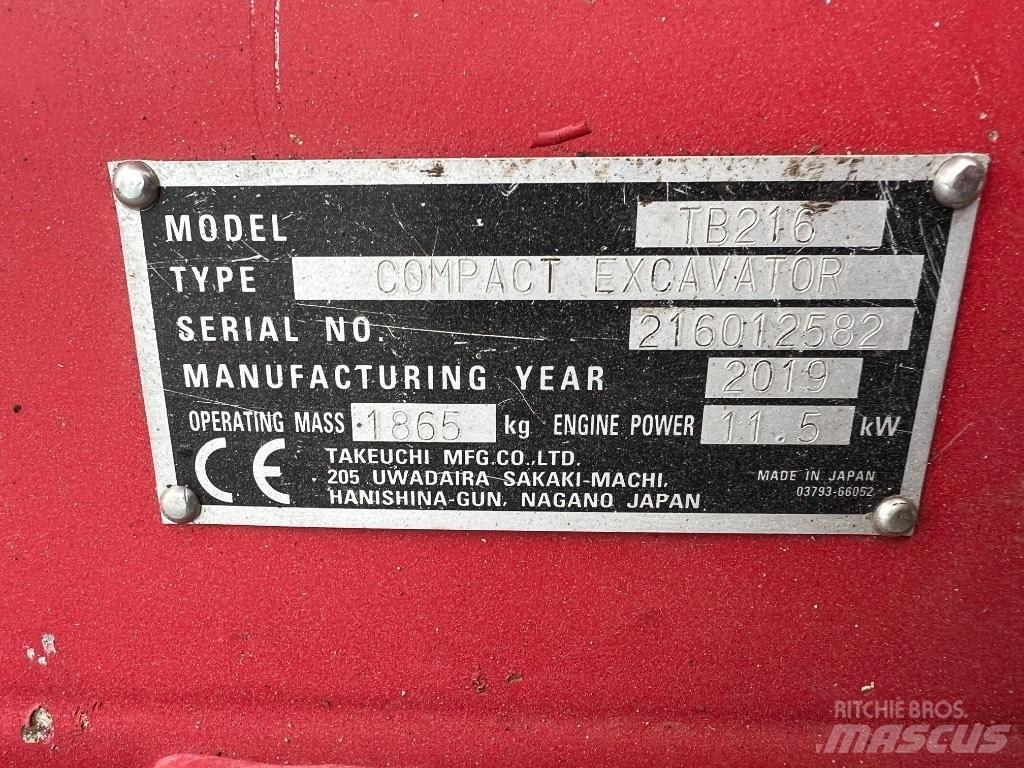 MODEL TB216
TYPE COMPACT EXCAVATOR
SERIAL NO. 216012582
MANUFACTURING YEAR 2019
OPERATING MASS 1865 kg ENGINE POWER 11.5 kW
CE
TAKEUCHI MFG.CO.,LTD.
205 UWADAIRA SAKAKI-MACHI,
HANISHINA-GUN, NAGANO JAPAN
MADE IN JAPAN
03793-66052
RITCHIE BROS.
MASCUS